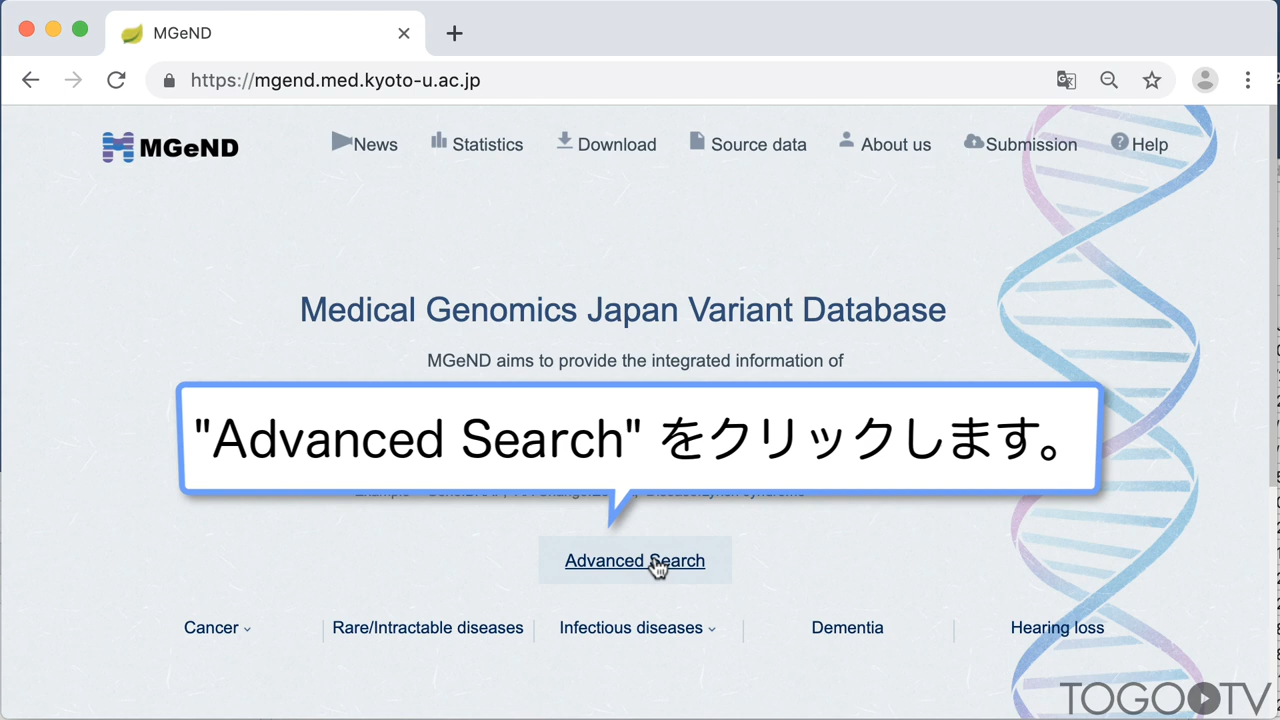 MGeND
https://mgend.med.kyoto-u.ac.jp
MGeND
News Statistics Download Source data About us Submission Help
Medical Genomics Japan Variant Database
MGeND aims to provide the integrated information of
"Advanced Search" をクリックします。
Advanced Search
Cancer Rare/Intractable diseases Infectious diseases Dementia Hearing loss
TOGO TV